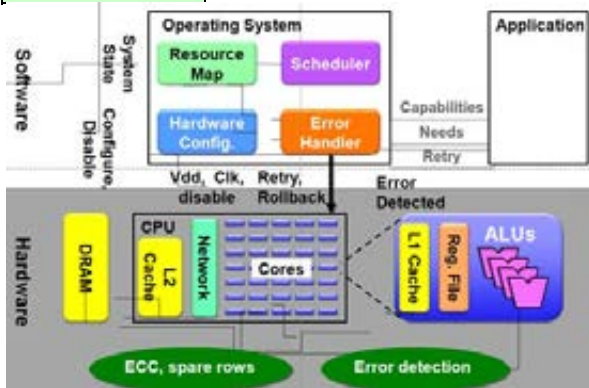 Operating System
Application
Software
System
State
Resource
Map
Scheduler
Hardware
Config.
Error
Handler
Capabilities
Needs
Retry
Configure,
Disable
Vdd, Clk,
disable
Retry,
Rollback
Error
Detected
Hardware
DRAM
CPU
L2
Cache
Network
Cores
L1 Cache
Reg. File
ALUs
ECC, spare rows
Error detection